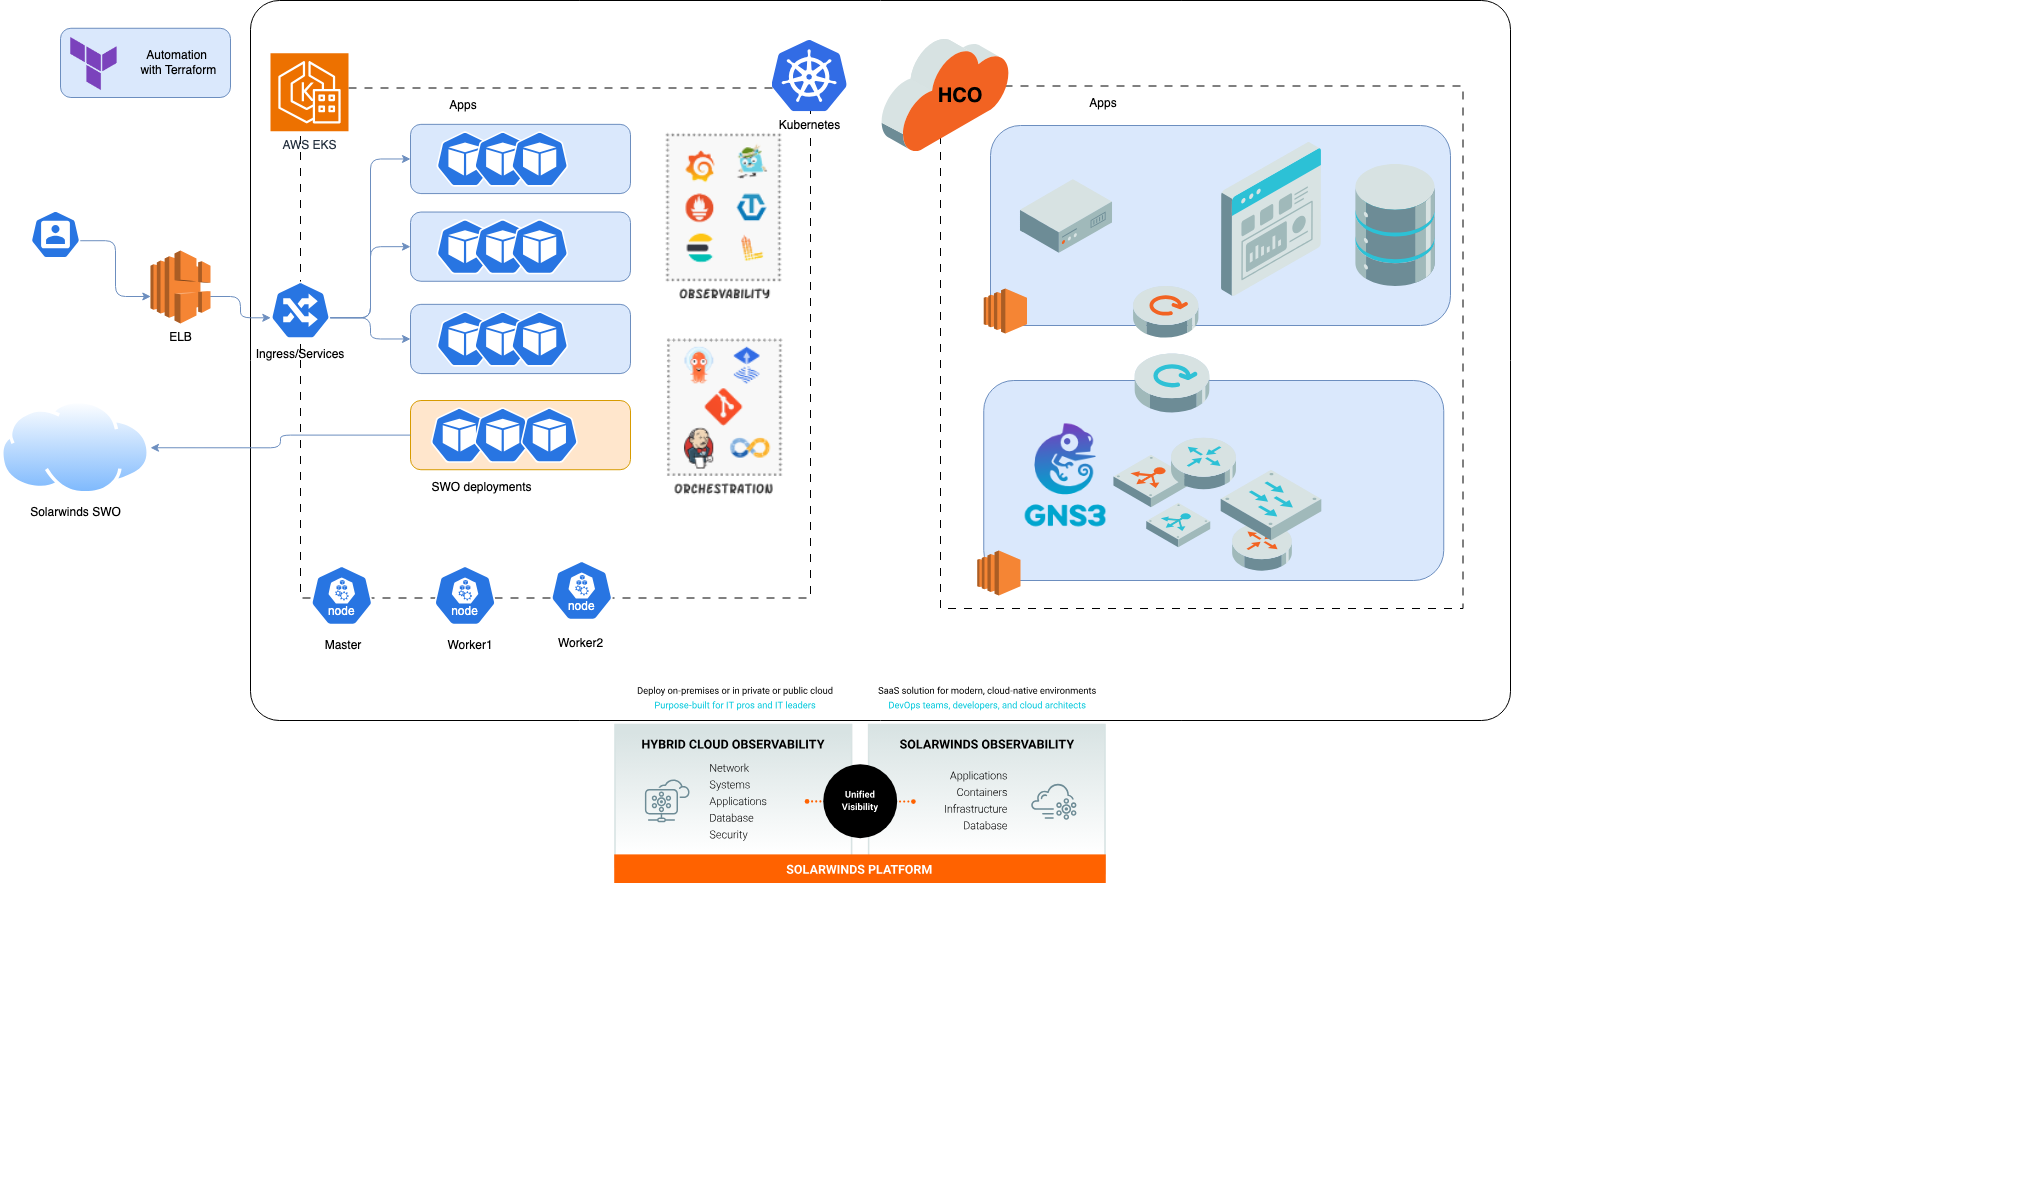 Automation
with Terraform
AWS EKS
Apps
Kubernetes
HCO
Apps
OBSERVABILITY
ELB
Ingress/Services
ORCHESTRATION
SWO deployments
Solarwinds SWO
GNS3
node
node
node
Master
Worker1
Worker2
Deploy on-premises or in private or public cloud
Purpose-built for IT pros and IT leaders
SaaS solution for modern, cloud-native environments
DevOps teams, developers, and cloud architects
HYBRID CLOUD OBSERVABILITY
Network
Systems
Applications
Database
Security
Unified
Visibility
SOLARWINDS OBSERVABILITY
Applications
Containers
Infrastructure
Database
SOLARWINDS PLATFORM